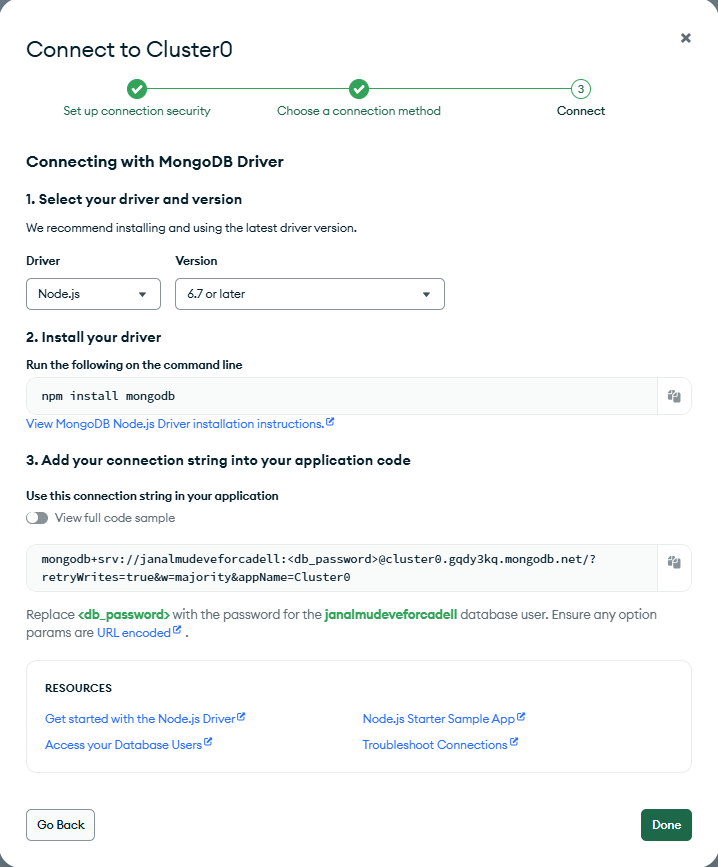 Connect to Cluster0
Set up connection security
Choose a connection method
3
Connect
Connecting with MongoDB Driver
1. Select your driver and version
We recommend installing and using the latest driver version.
Driver
Version
Node.js
6.7 or later
2. Install your driver
Run the following on the command line
npm install mongodb
View MongoDB Node.js Driver installation instructions.
3. Add your connection string into your application code
Use this connection string in your application
View full code sample
mongodb+srv://janalmudeveforcadell:<db_password>@cluster0.gqdy3kq.mongodb.net/?
retryWrites=true&w=majority&appName=Cluster0
Replace <db_password> with the password for the janalmudeveforcadell database user. Ensure any option
params are URL encoded .
RESOURCES
Get started with the Node.js Driver
Node.js Starter Sample App
Access your Database Users
Troubleshoot Connections
Go Back
Done